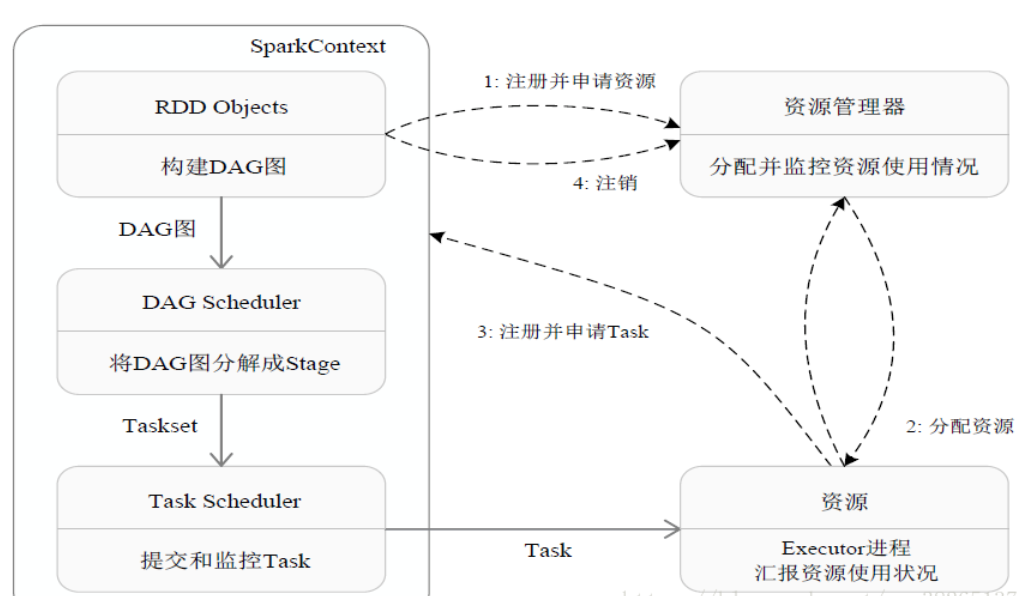 SparkContext
RDD Objects
构建DAG图
DAG图
DAG Scheduler
将DAG图分解成Stage
Taskset
Task Scheduler
提交和监控Task
1: 注册并申请资源
4: 注销
3: 注册并申请Task
Task
资源管理器
分配并监控资源使用情况
2: 分配资源
资源
Executor进程
汇报资源使用状况